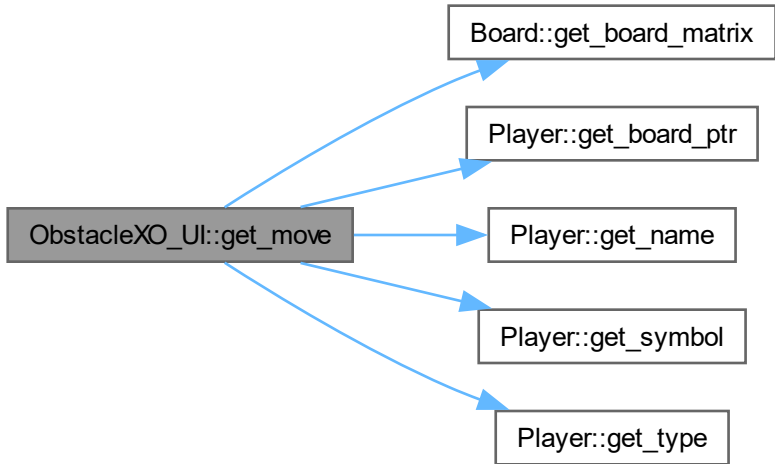 Board::get_board_matrix
Player::get_board_ptr
ObstacleXO_UI::get_move
Player::get_name
Player::get_symbol
Player::get_type